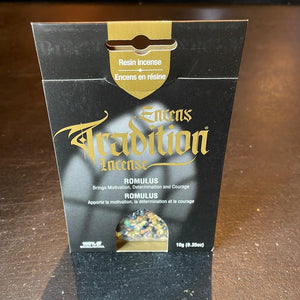 Resin incense
Encens en résine
Encens
Tradition
Incense
ROMULUS
Brings Motivation, Determination and Courage
ROMULUS
Apporte la motivation, la détermination et le courage
100%
10g (0.35oz)